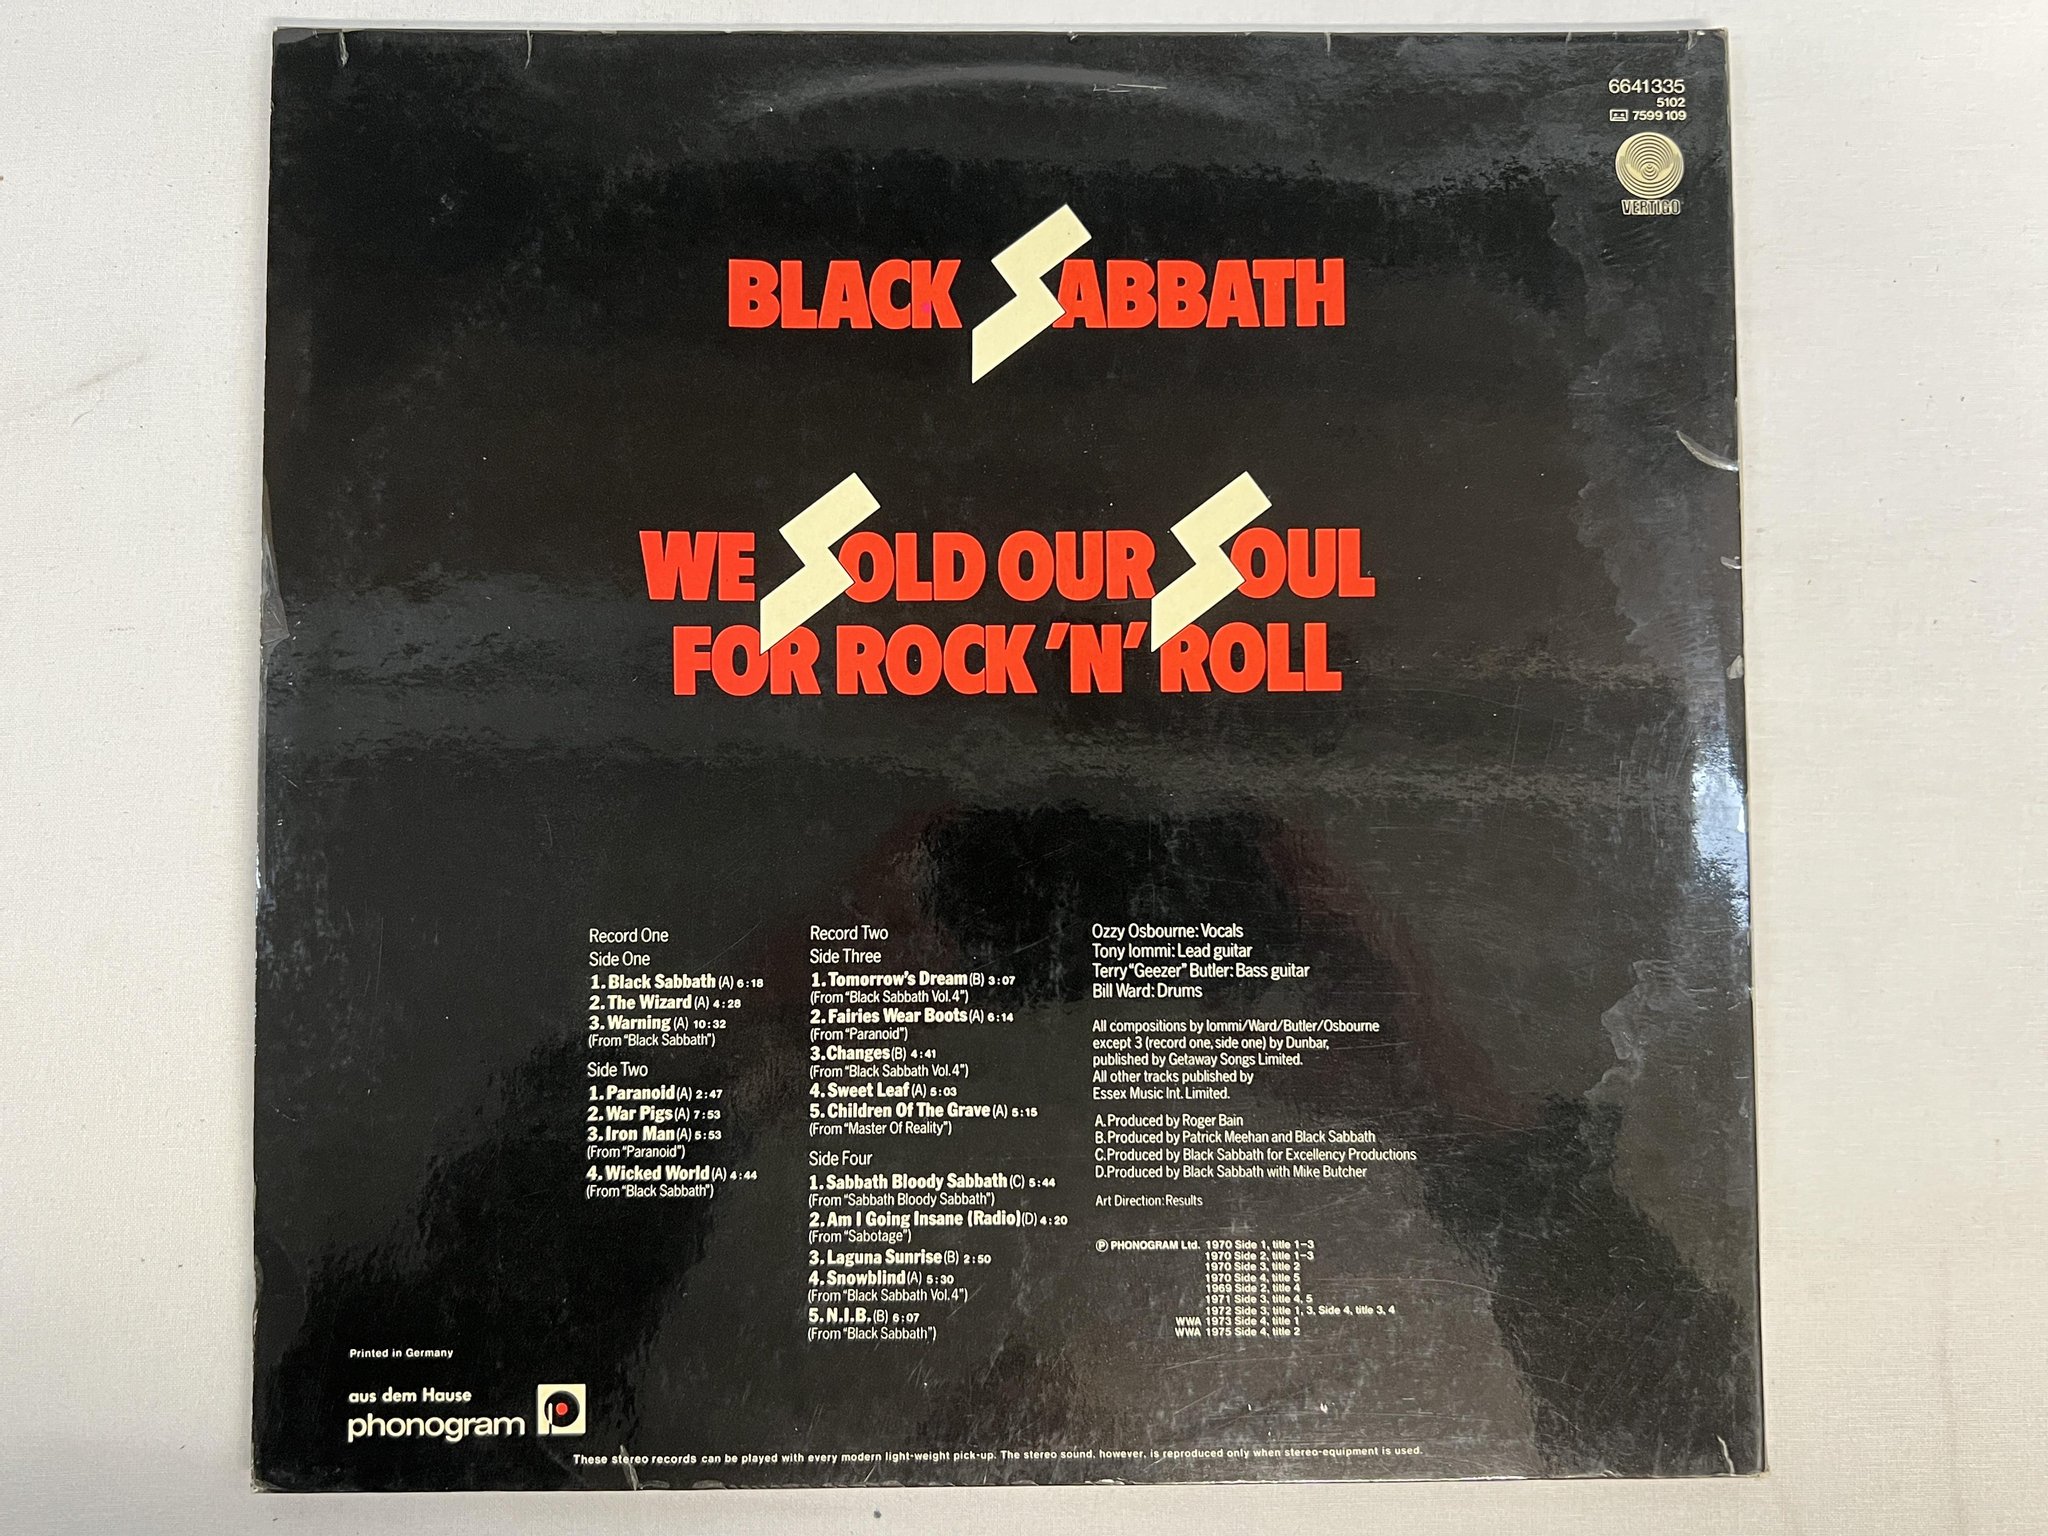 6641335
5102
7599 109
VERTIGO
BLACK SABBATH
WE SOLD OUR SOUL
FOR ROCK 'N' ROLL
Record One
Side One
1. Black Sabbath (A) 6:18
2. The Wizard (A) 4:28
3. Warning (A) 10:32
(From "Black Sabbath")
Side Two
1. Paranoid (A) 2:47
2. War Pigs (A) 7:53
3. Iron Man (A) 5:53
(From "Paranoid")
4. Wicked World (A) 4:44
(From "Black Sabbath")
Record Two
Side Three
1. Tomorrow's Dream (B) 3:07
(From "Black Sabbath Vol.4")
2. Fairies Wear Boots (A) 6:14
(From "Paranoid")
3. Changes (B) 4:41
(From "Black Sabbath Vol.4")
4. Sweet Leaf (A) 5:03
5. Children Of The Grave (A) 5:15
(From "Master Of Reality")
Side Four
1. Sabbath Bloody Sabbath (C) 5:44
(From "Sabbath Bloody Sabbath")
2. Am I Going Insane (Radio) (D) 4:20
(From "Sabotage")
3. Laguna Sunrise (B) 2:50
4. Snowblind (A) 5:30
(From "Black Sabbath Vol.4")
5. N.I.B. (B) 6:07
(From "Black Sabbath")
Ozzy Osbourne: Vocals
Tony Iommi: Lead guitar
Terry "Geezer" Butler: Bass guitar
Bill Ward: Drums
All compositions by Iommi/Ward/Butler/Osbourne
except 3 (record one, side one) by Dunbar,
published by Getaway Songs Limited.
All other tracks published by
Essex Music Int. Limited.
A. Produced by Roger Bain
B. Produced by Patrick Meehan and Black Sabbath
C. Produced by Black Sabbath for Excellency Productions
D. Produced by Black Sabbath with Mike Butcher
Art Direction: Results
Ⓟ PHONOGRAM Ltd. 1970 Side 1, title 1–3
1970 Side 2, title 1–3
1970 Side 3, title 2
1970 Side 4, title 5
1969 Side 2, title 4
1971 Side 3, title 4, 5
1972 Side 3, title 1, 3. Side 4, title 3, 4
WWA 1973 Side 4, title 1
WWA 1975 Side 4, title 2
Printed in Germany
aus dem Hause
phonogram
These stereo records can be played with every modern light-weight pick-up. The stereo sound, however, is reproduced only when stereo-equipment is used.